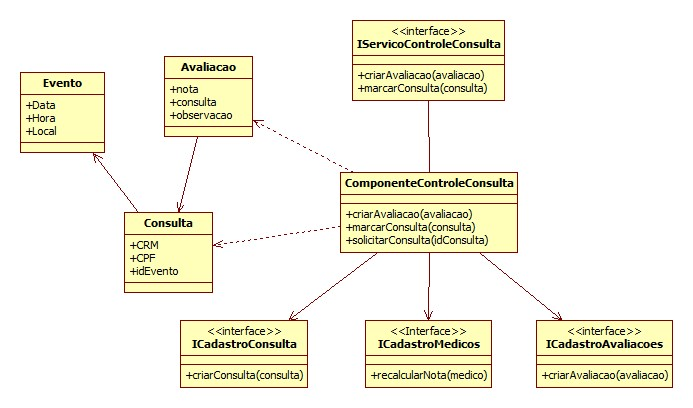 <<interface>>
IServicoControleConsulta
+criarAvaliacao(avaliacao)
+marcarConsulta(consulta)
Avaliacao
+nota
+consulta
+observacao
Evento
+Data
+Hora
+Local
ComponenteControleConsulta
+criarAvaliacao(avaliacao)
+marcarConsulta(consulta)
+solicitarConsulta(idConsulta)
Consulta
+CRM
+CPF
+idEvento
<<interface>>
ICadastroConsulta
+criarConsulta(consulta)
<<Interface>>
ICadastroMedicos
+recalcularNota(medico)
<<interface>>
ICadastroAvaliacoes
+criarAvaliacao(avaliacao)